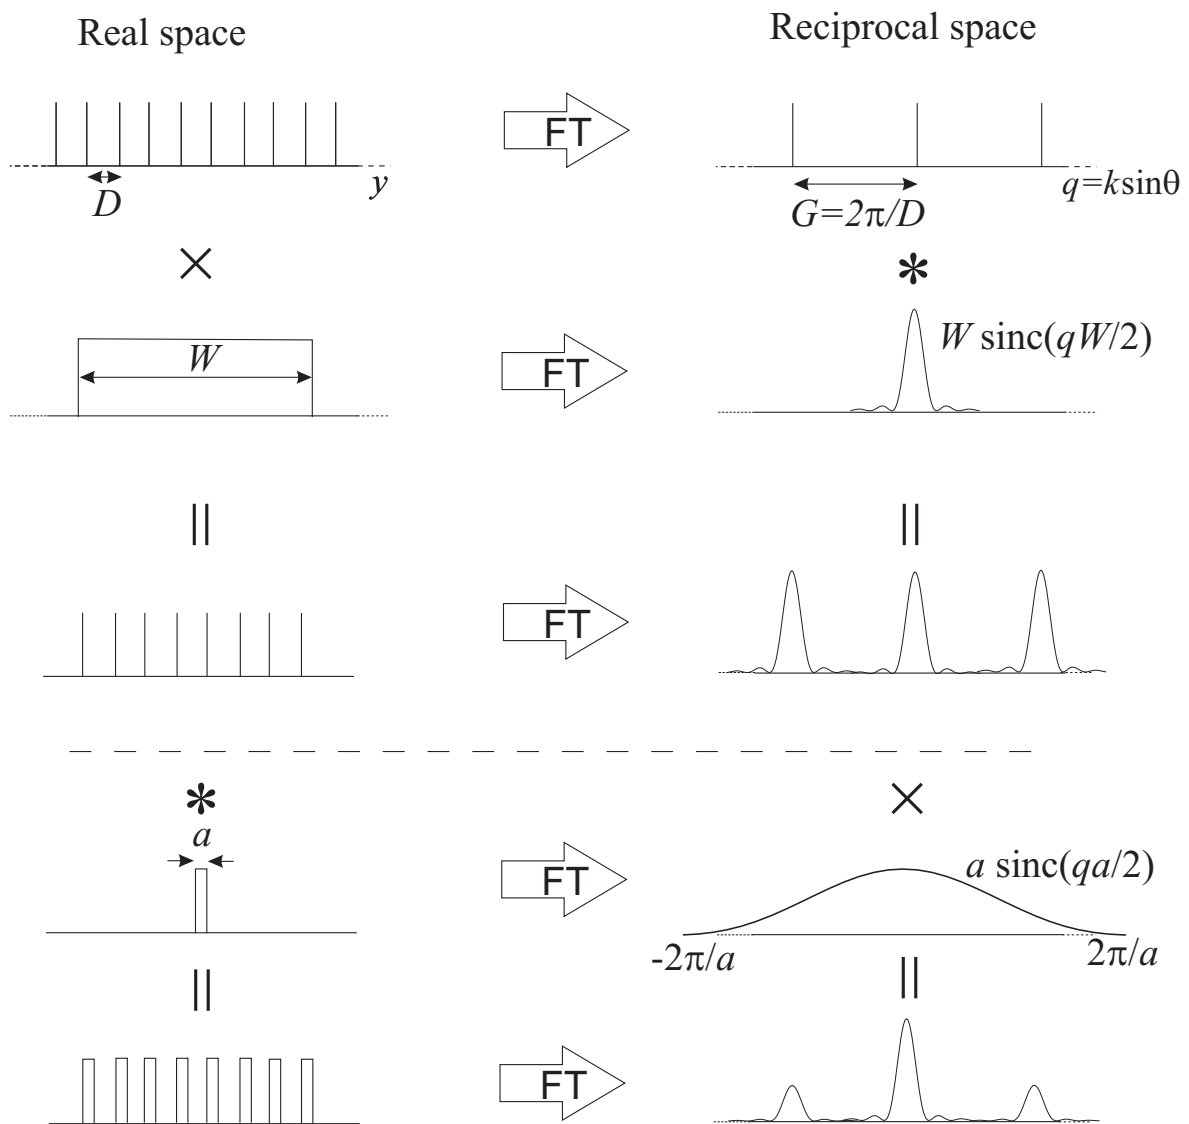 Real space
Reciprocal space
FT
D
y
G=2π/D
q=ksinθ
×
*
W
FT
W sinc(qW/2)
||
||
FT
*
×
a
FT
a sinc(qa/2)
-2π/a
2π/a
||
||
FT